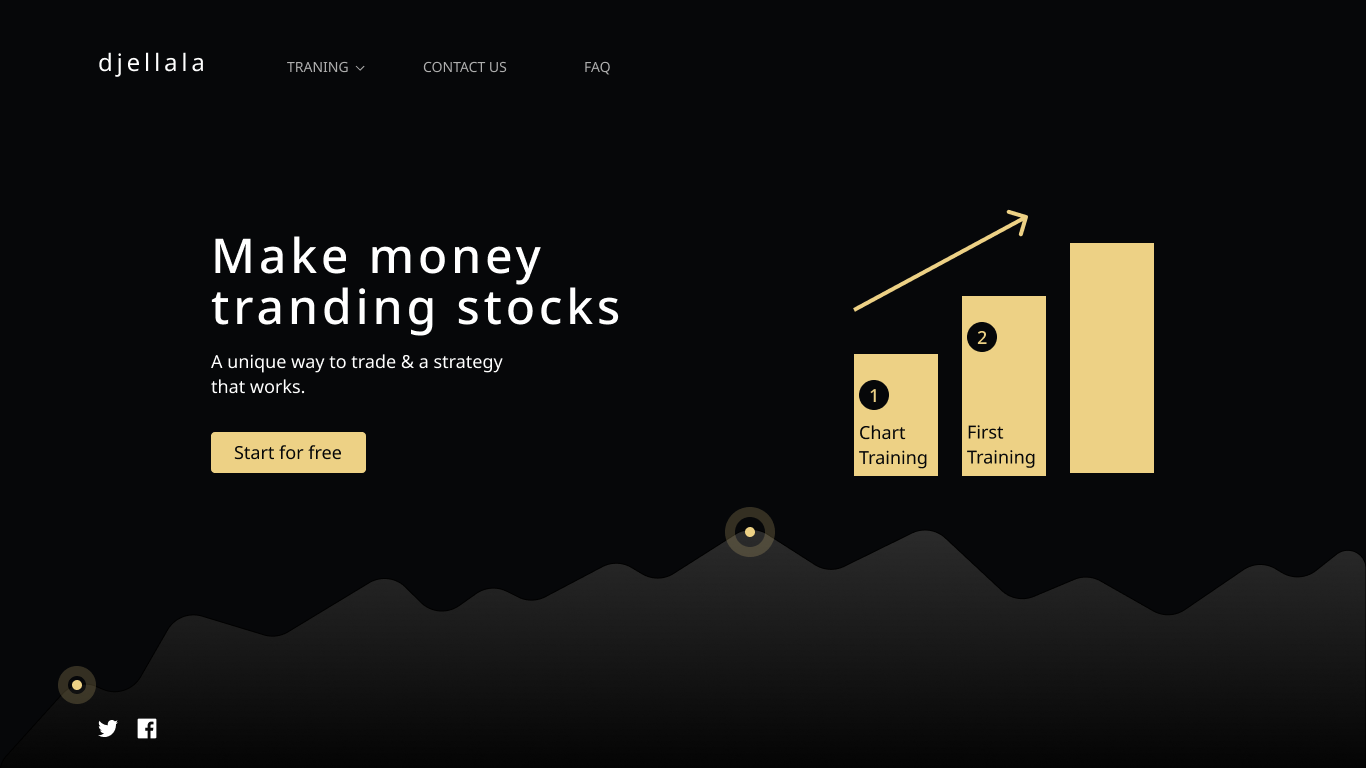 djellala
TRANING
CONTACT US
FAQ
Make money
tranding stocks
A unique way to trade & a strategy
that works.
Start for free
1
Chart
Training
2
First
Training